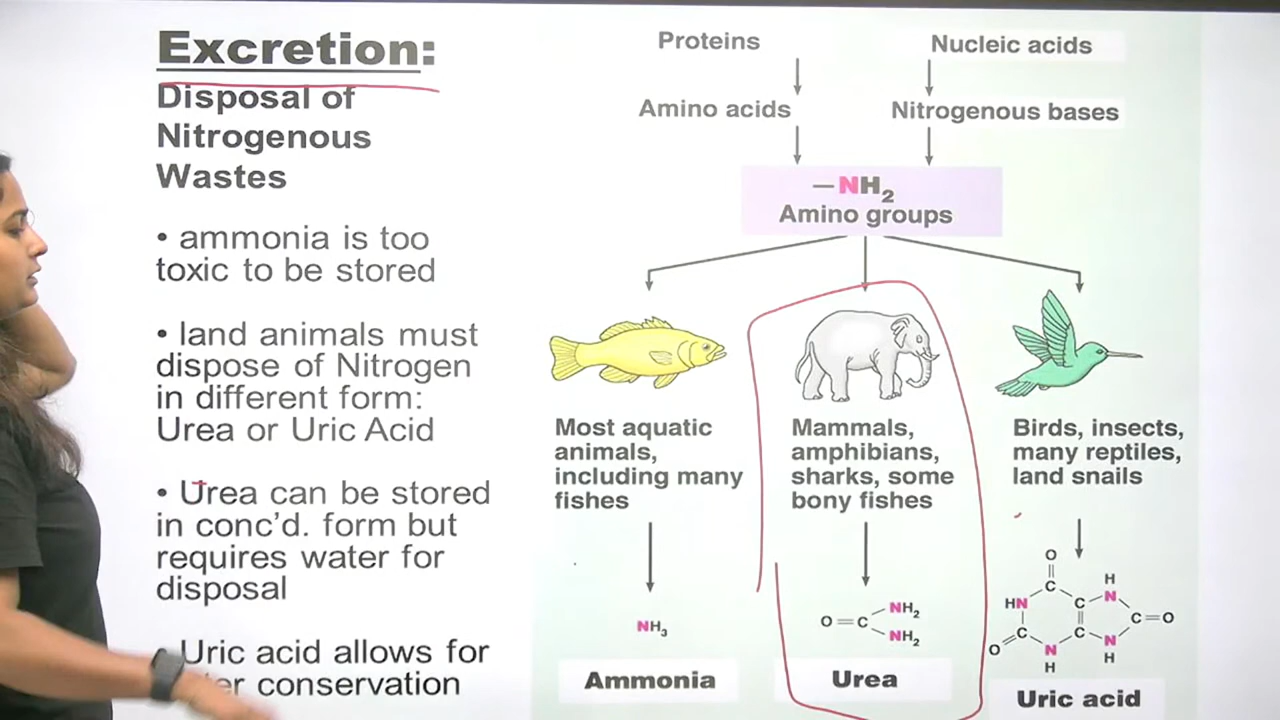 Excretion:
Disposal of
Nitrogenous
Wastes
• ammonia is too
toxic to be stored
• land animals must
dispose of Nitrogen
in different form:
Urea or Uric Acid
• Urea can be stored
in conc'd. form but
requires water for
disposal
Uric acid allows for
conservation
Proteins
Nucleic acids
Amino acids
Nitrogenous bases
—NH2
Amino groups
Most aquatic
animals,
including many
fishes
NH3
Ammonia
Mammals,
amphibians,
sharks, some
bony fishes
O=C
NH2
NH2
Urea
Birds, insects,
many reptiles,
land snails
O
C
HN
C
H
N
C=O
O
C
N
H
C
N
H
Uric acid